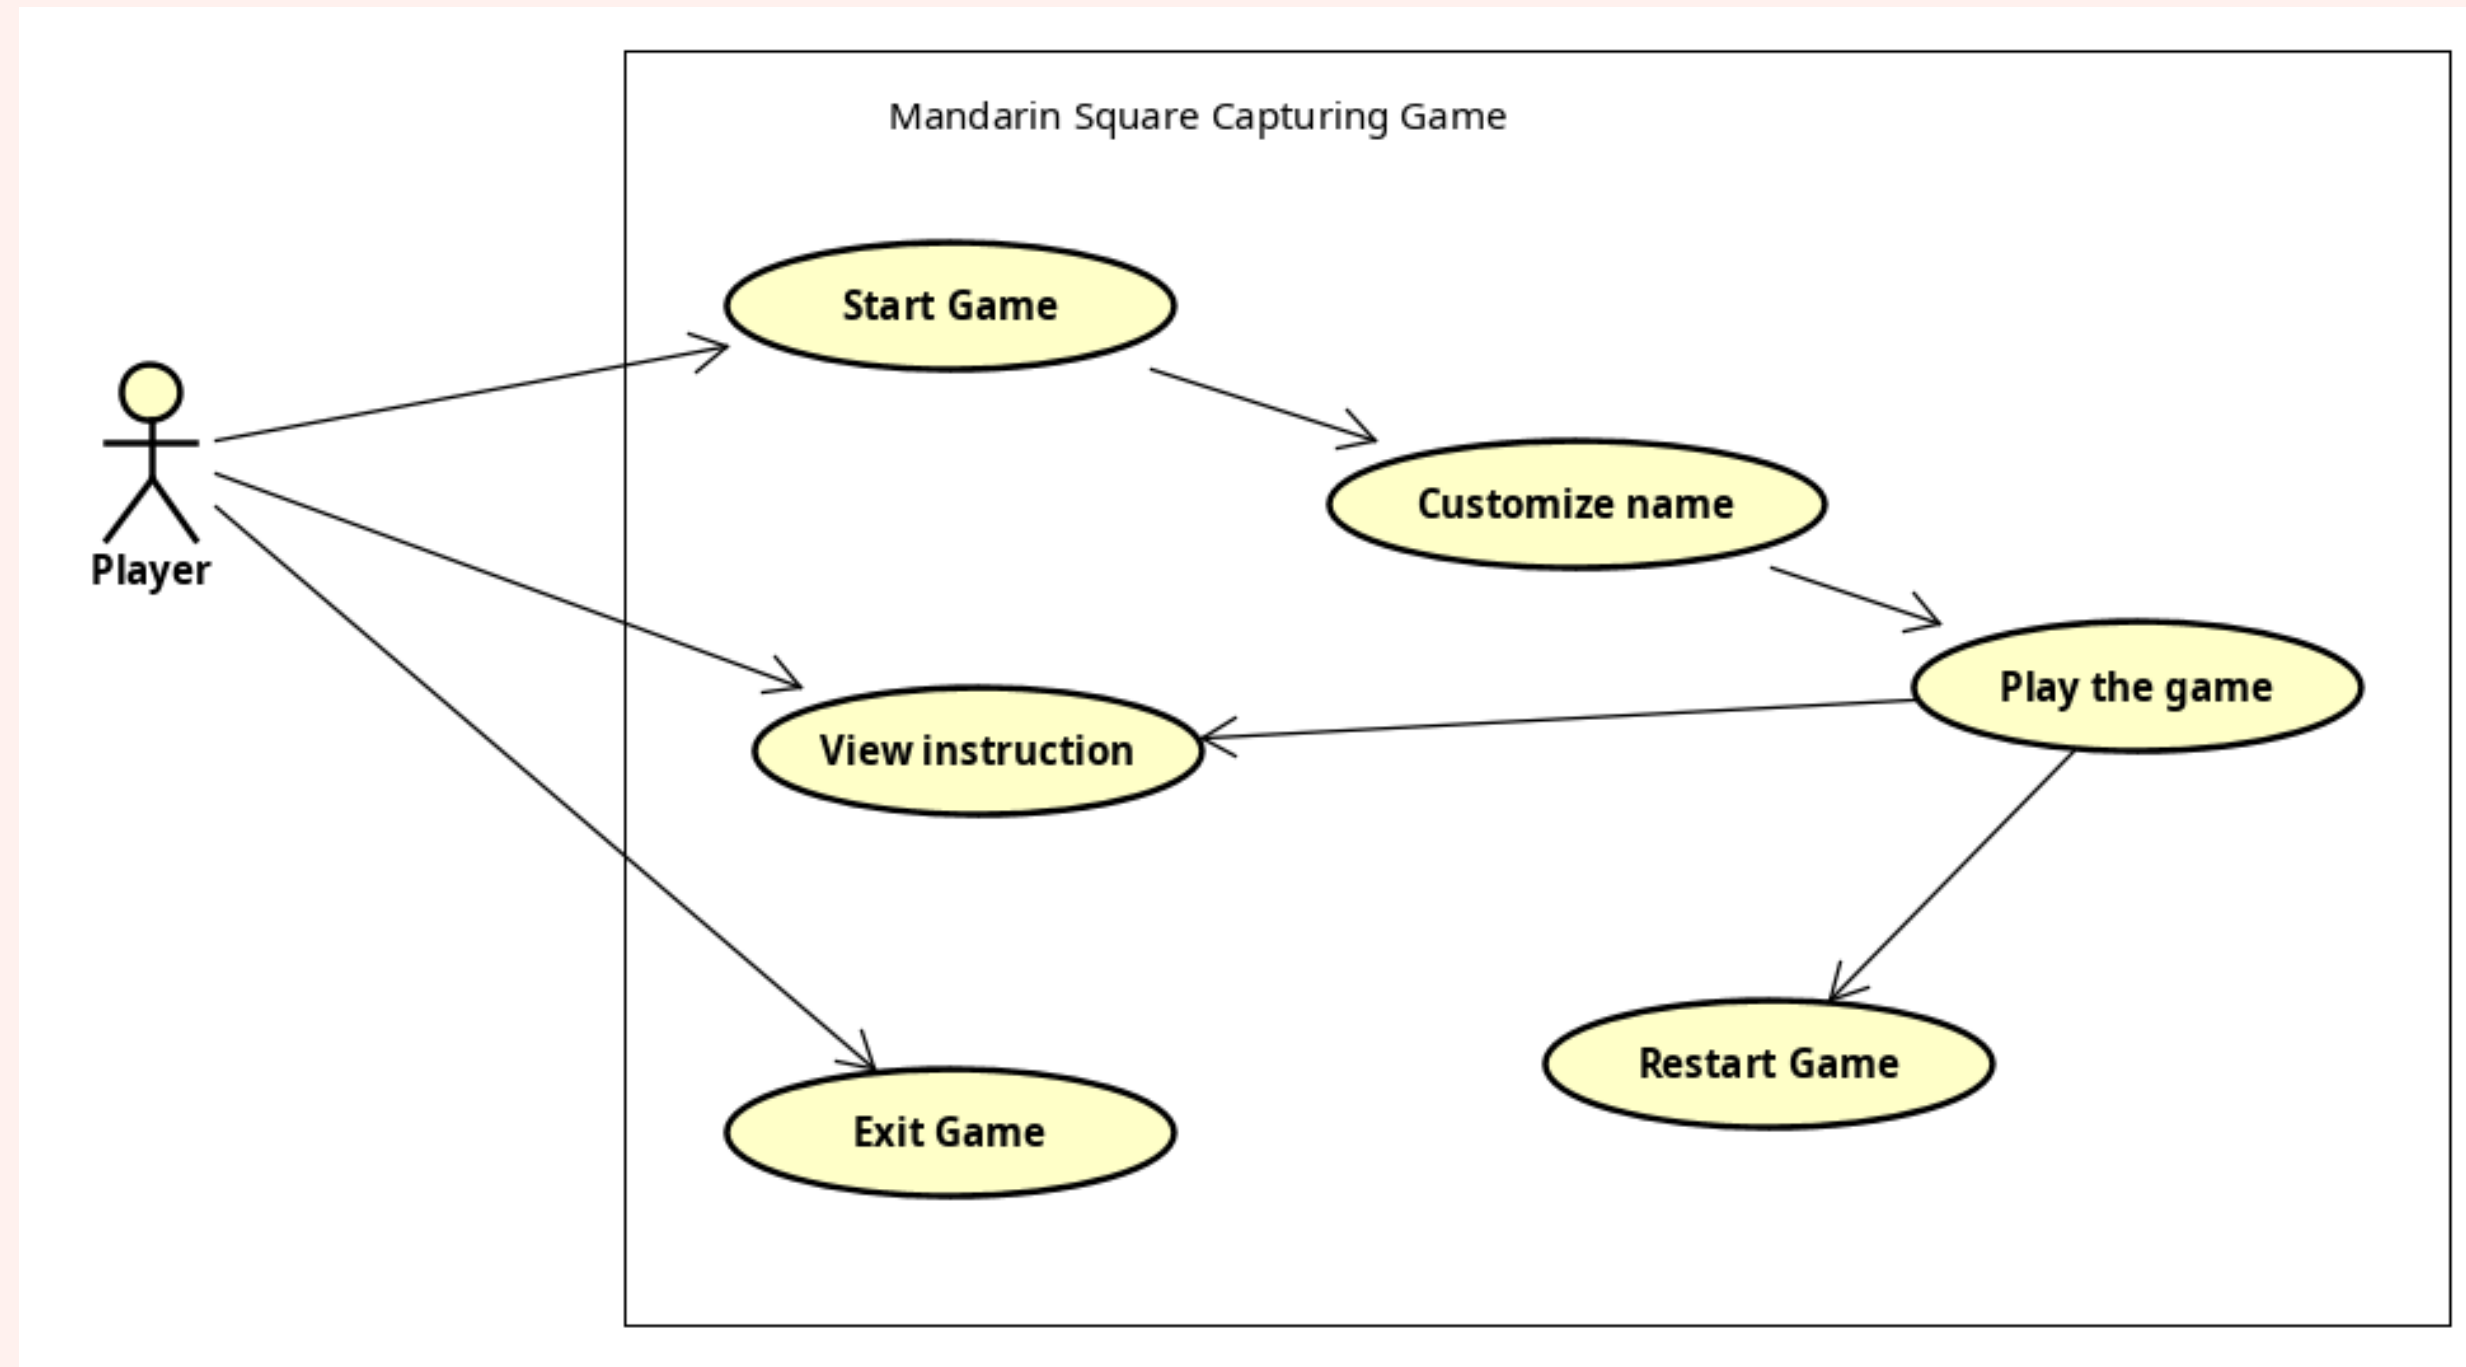 Mandarin Square Capturing Game
Start Game
Customize name
Player
Play the game
View instruction
Restart Game
Exit Game